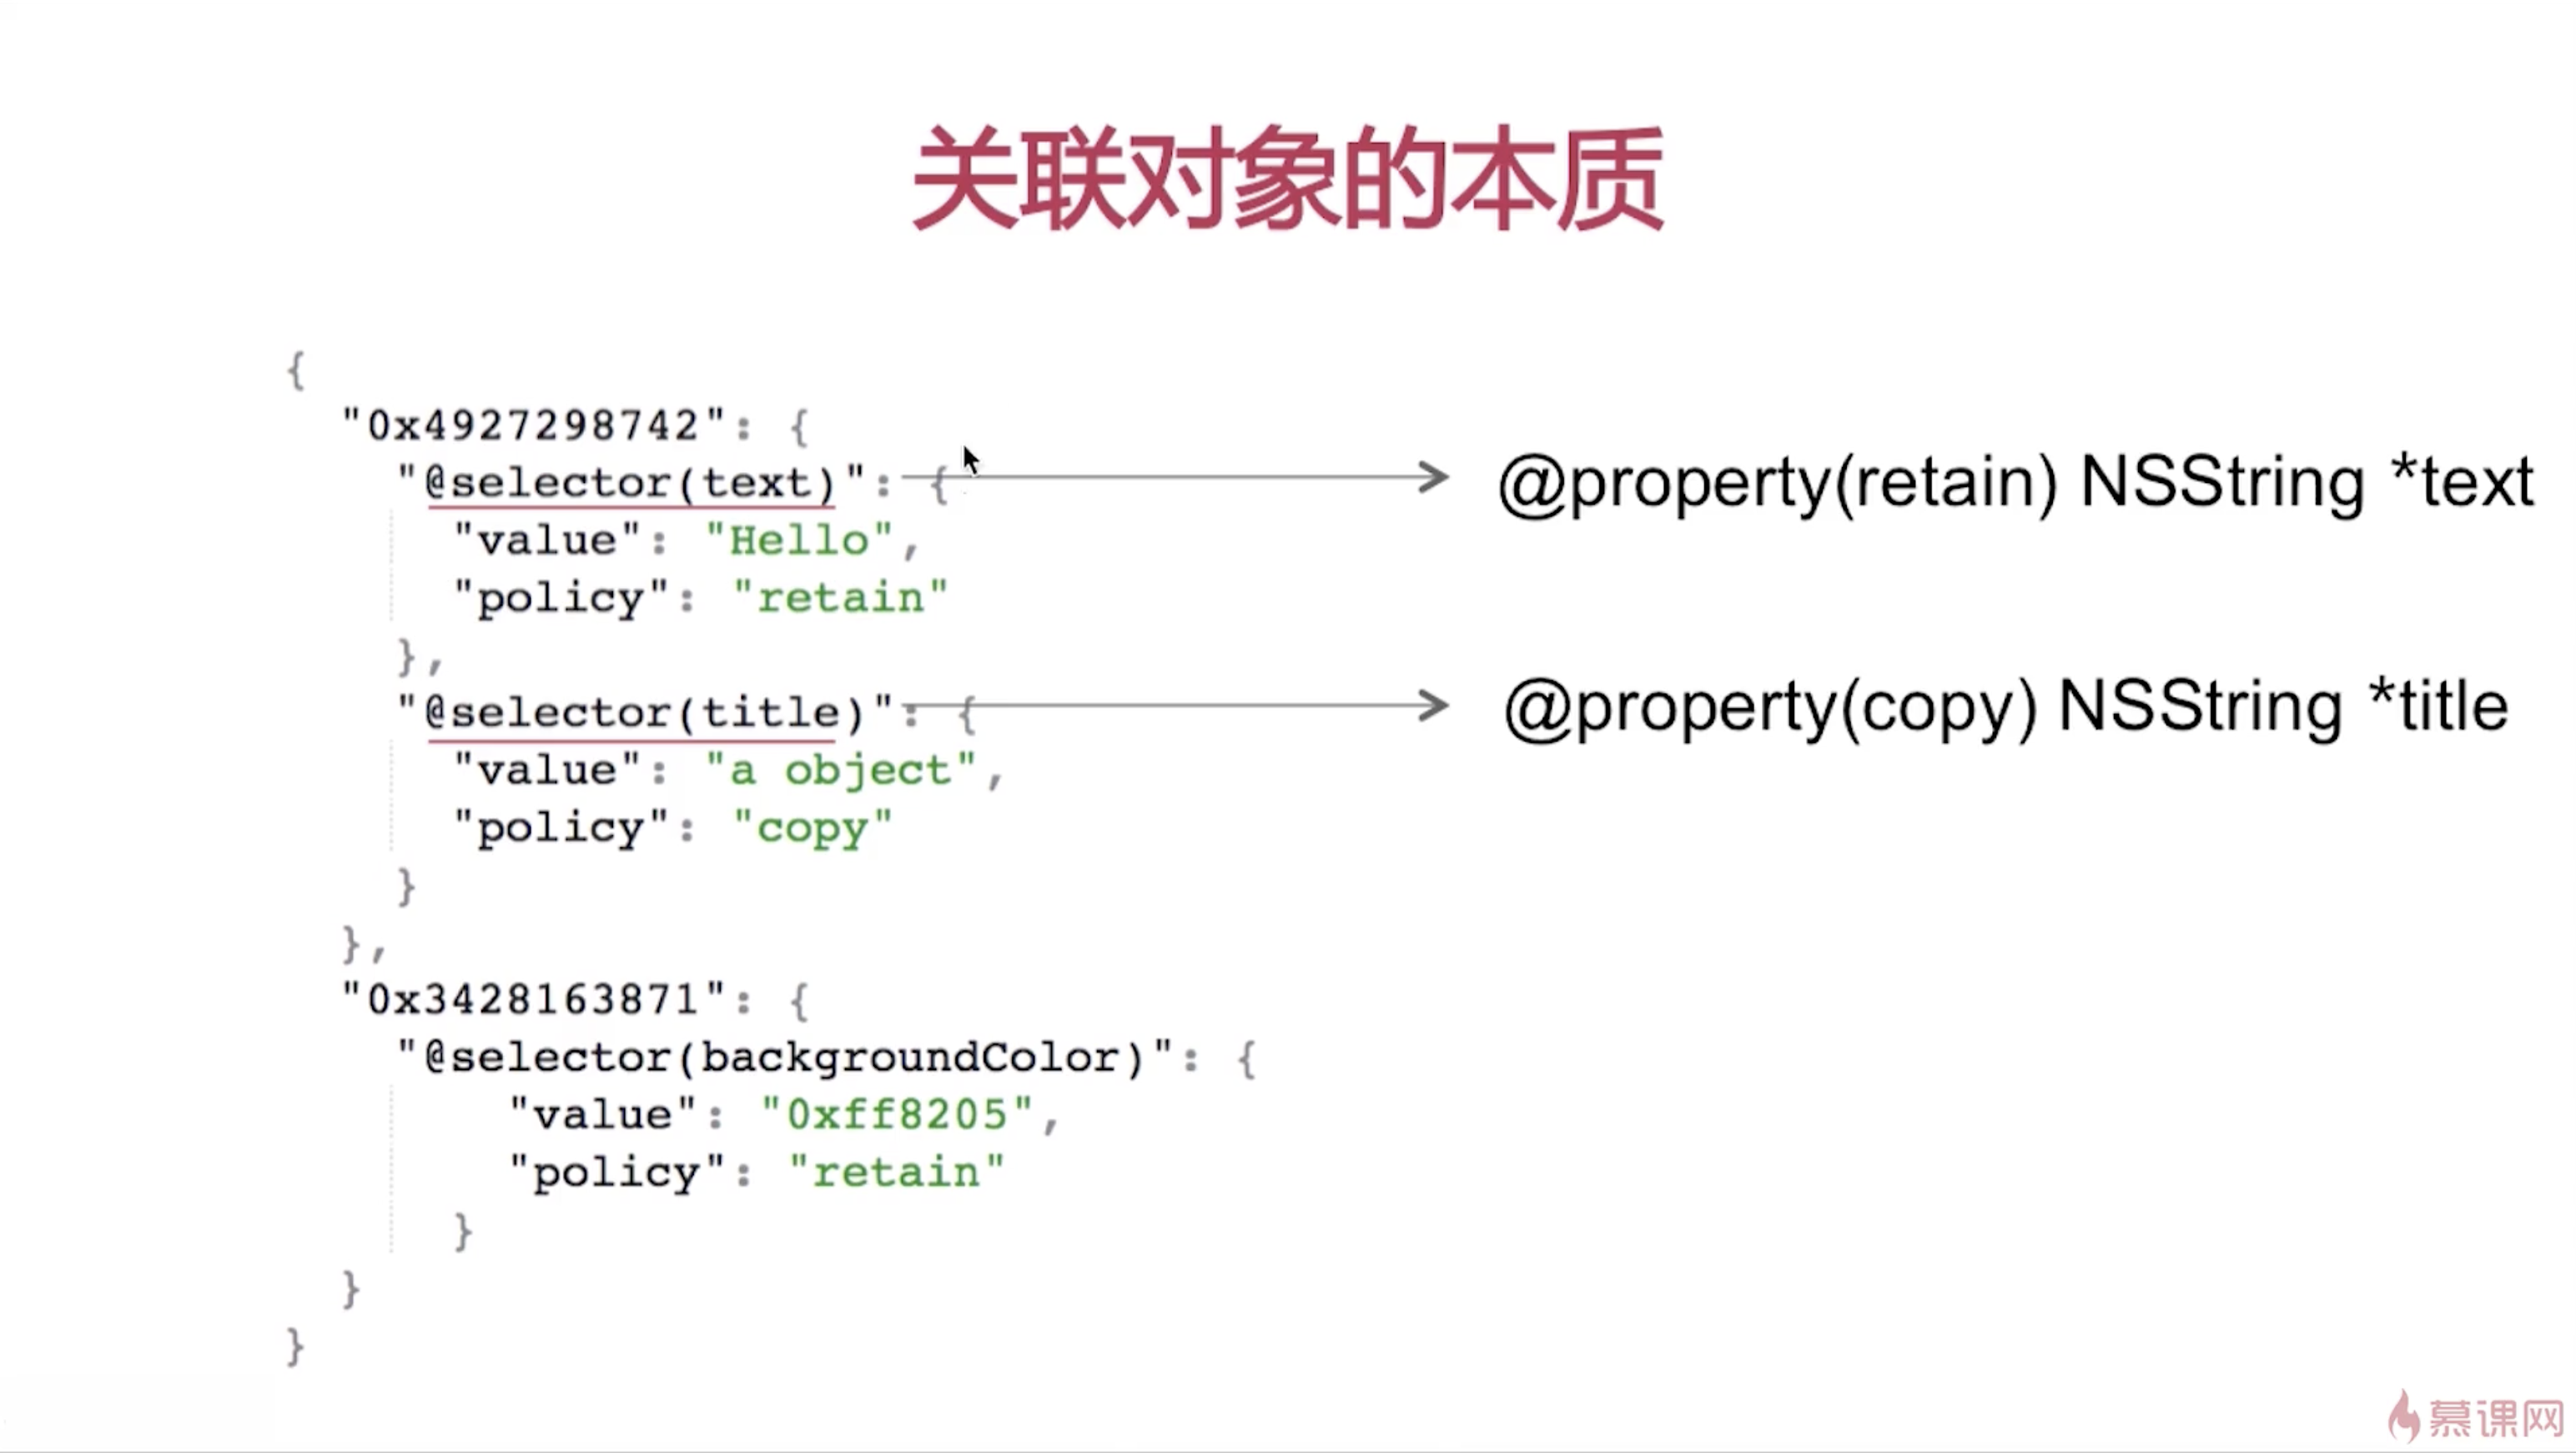 关联对象的本质
{
"0x4927298742": {
"@selector(text)": {
@property(retain) NSString *text
"value": "Hello",
"policy": "retain"
},
"@selector(title)": {
@property(copy) NSString *title
"value": "a object",
"policy": "copy"
}
},
"0x3428163871": {
"@selector(backgroundColor)": {
"value": "0xff8205",
"policy": "retain"
}
}
}
慕课网